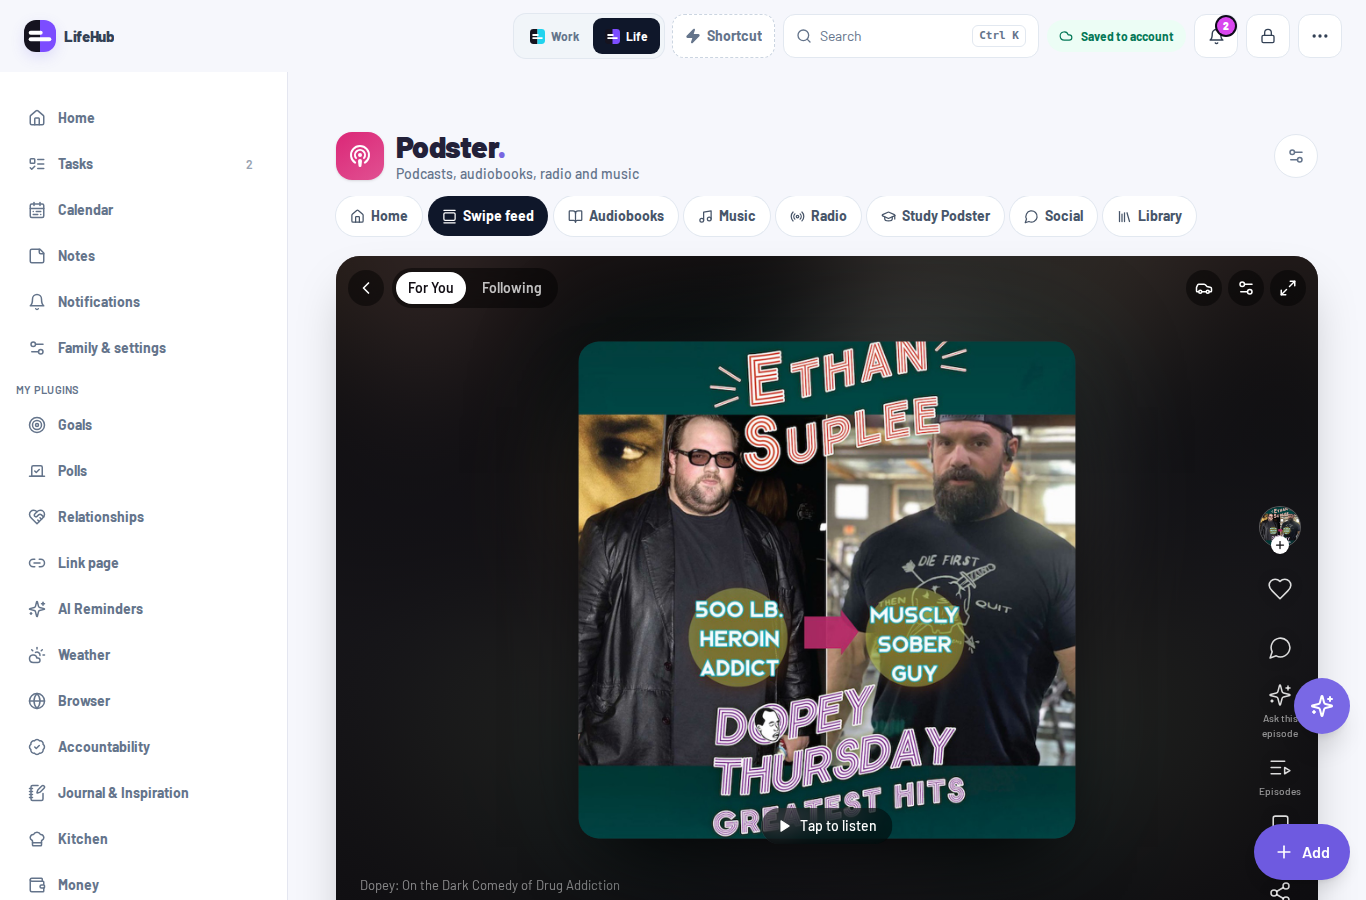 LifeHub
Work
Life
Shortcut
Search
Ctrl K
Saved to account
2
Home
Tasks
2
Calendar
Notes
Notifications
Family & settings
MY PLUGINS
Goals
Polls
Relationships
Link page
AI Reminders
Weather
Browser
Accountability
Journal & Inspiration
Kitchen
Money
Podster.
Podcasts, audiobooks, radio and music
Home
Swipe feed
Audiobooks
Music
Radio
Study Podster
Social
Library
For You
Following
ETHAN
SUPLEE
DIE FIRST
THEN
QUIT
500 LB.
HEROIN
ADDICT
MUSCLY
SOBER
GUY
DOPEY
THURSDAY
GREATEST HITS
Tap to listen
Ask this
episode
Episodes
Add
Dopey: On the Dark Comedy of Drug Addiction